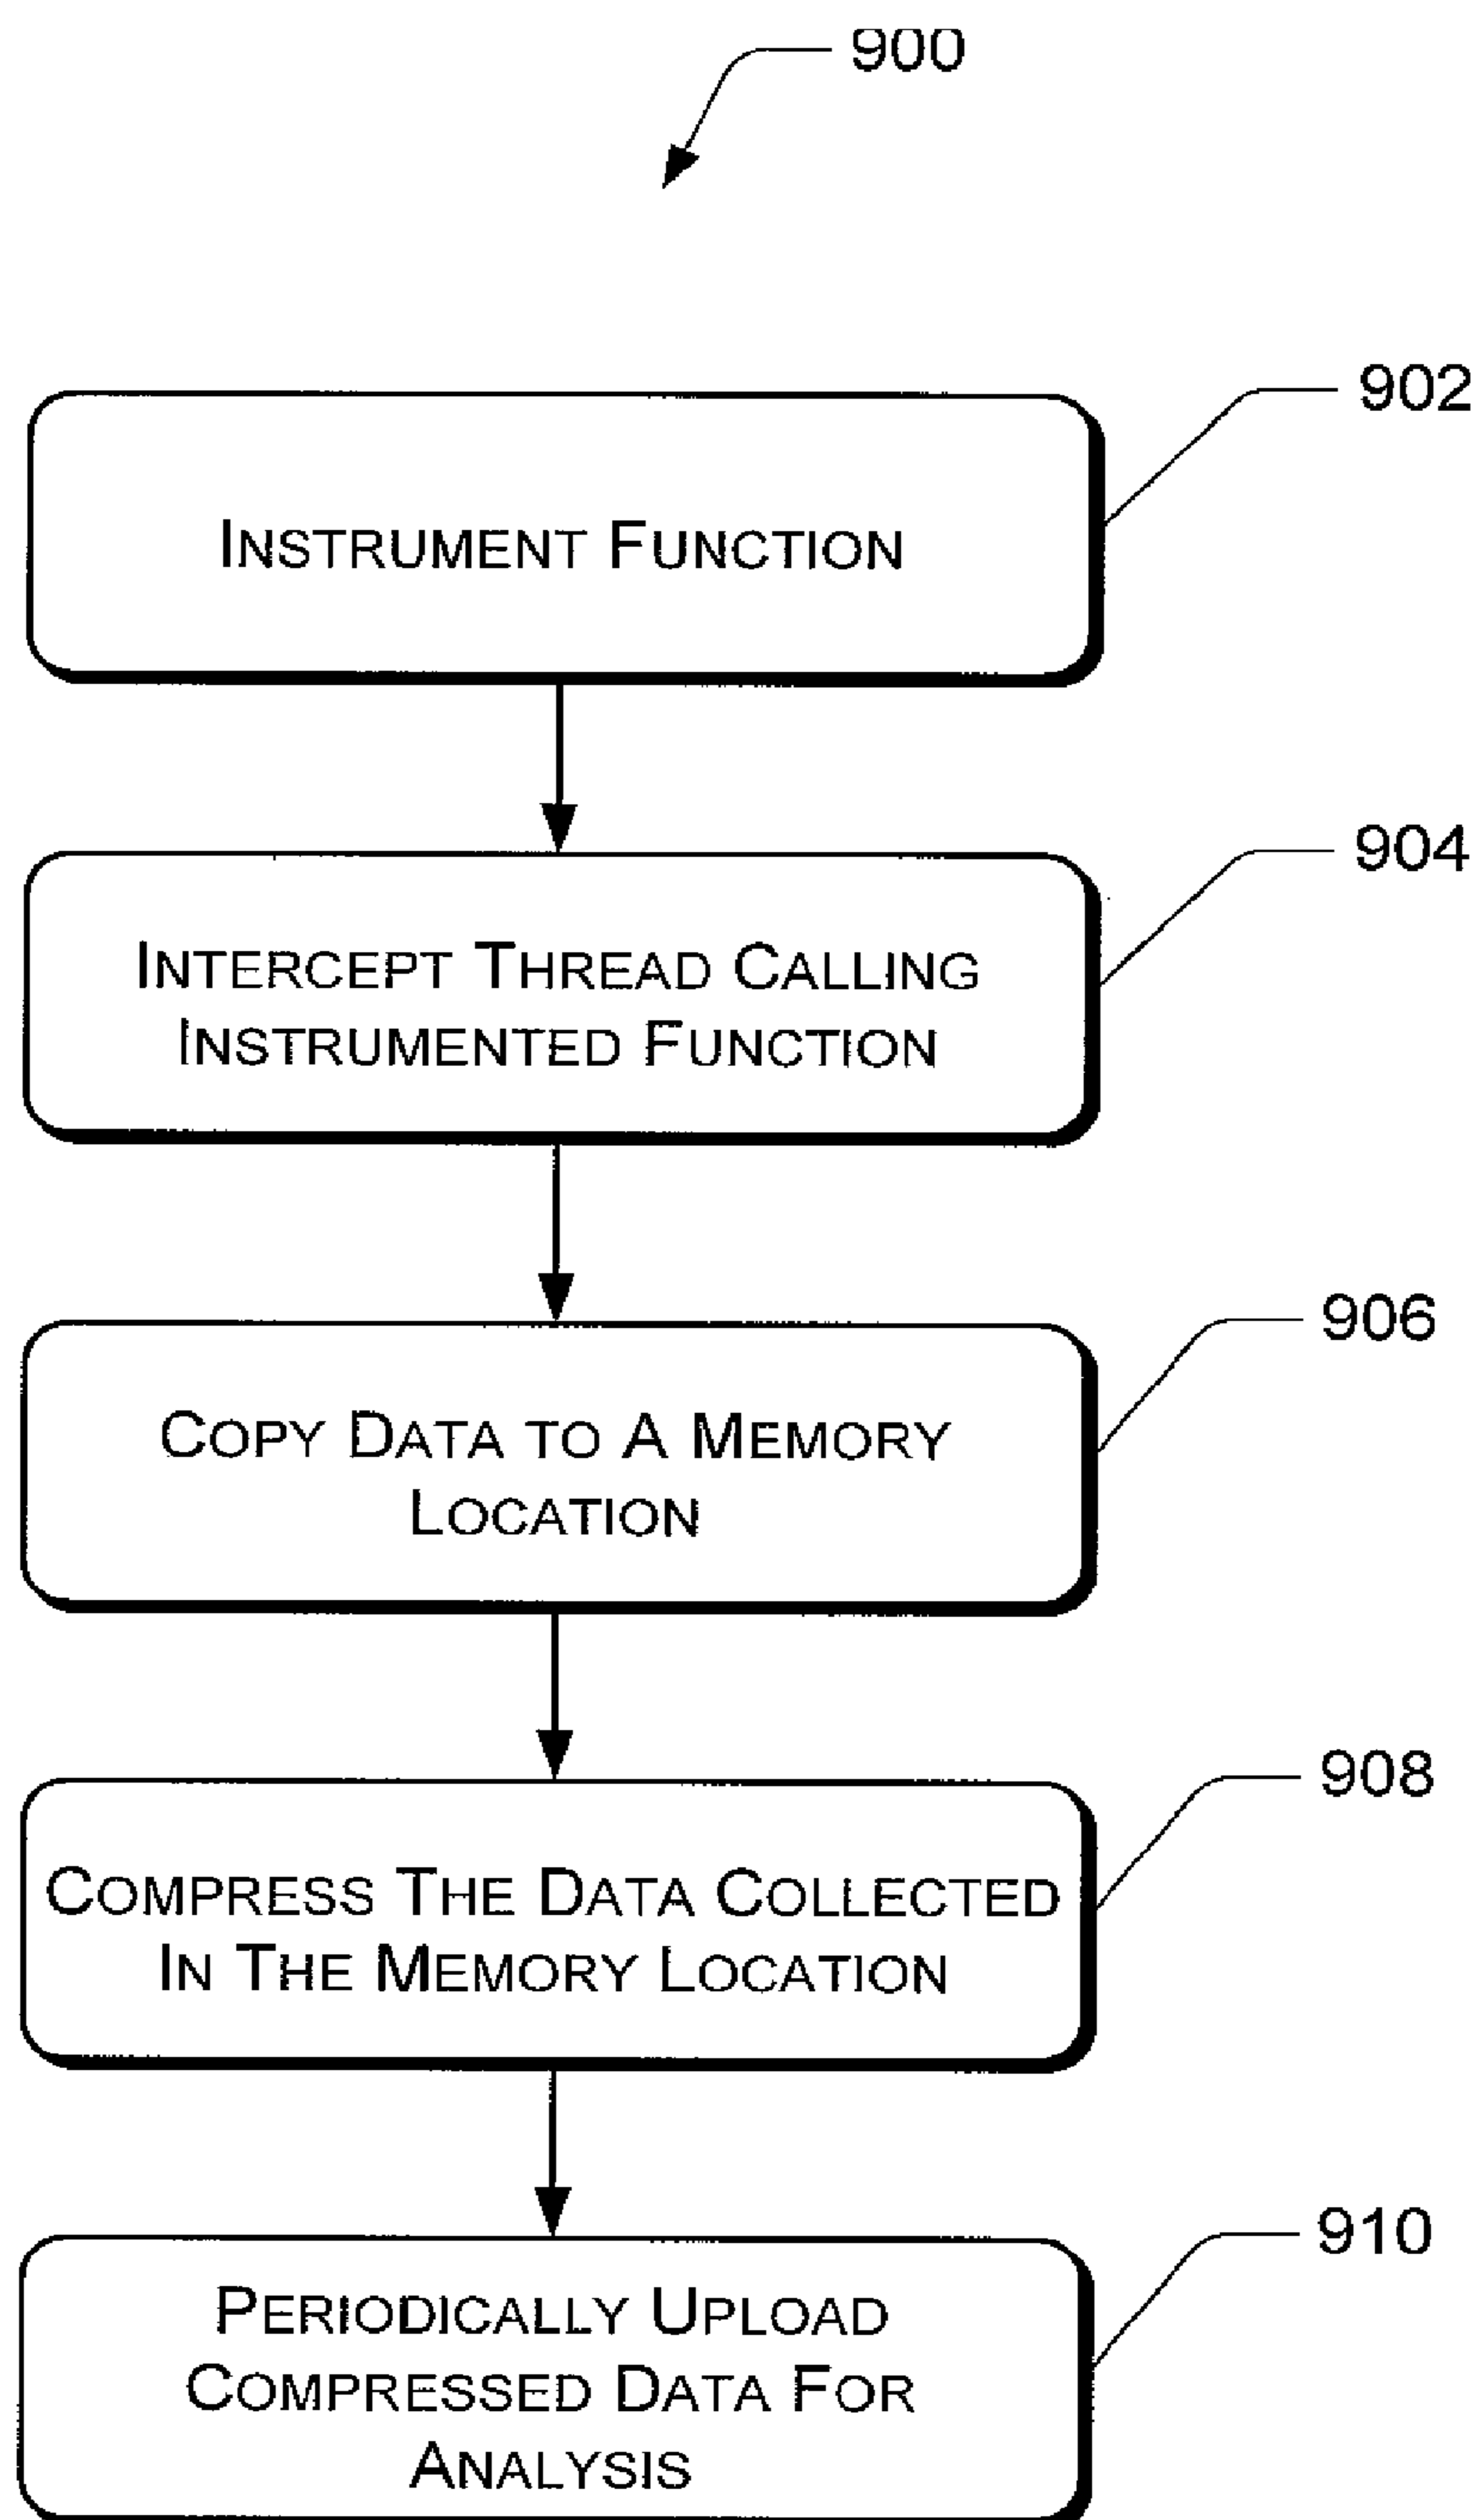 900
902
INSTRUMENT FUNCTION
904
INTERCEPT THREAD CALLING
INSTRUMENTED FUNCTION
906
COPY DATA TO A MEMORY
LOCATION
908
COMPRESS THE DATA COLLECTED
IN THE MEMORY LOCATION
910
PERIODICALLY UPLOAD
COMPRESSED DATA FOR
ANALYSIS